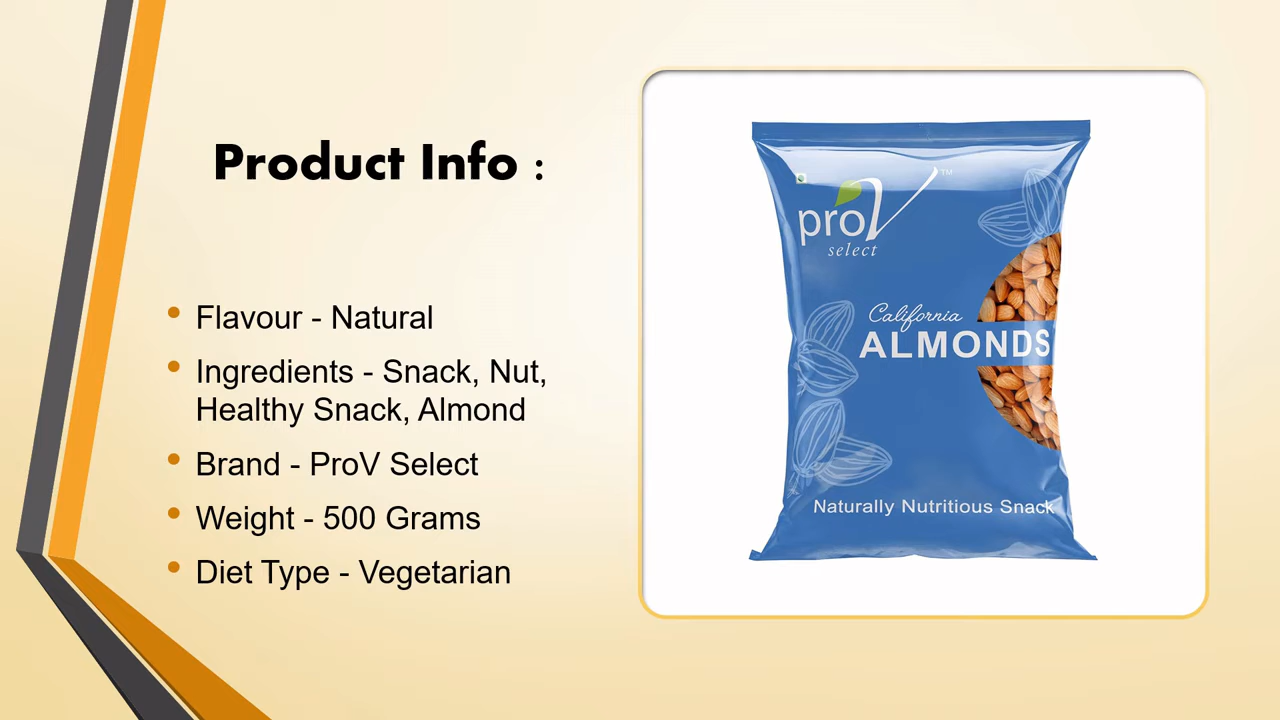 Product Info :
• Flavour - Natural
• Ingredients - Snack, Nut,
Healthy Snack, Almond
• Brand - ProV Select
• Weight - 500 Grams
• Diet Type - Vegetarian
proV™
select
California
ALMONDS
Naturally Nutritious Snack